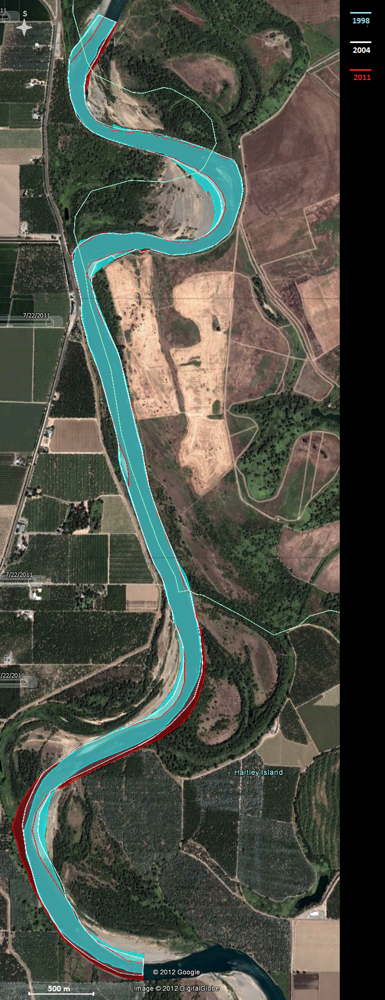 11
S
1998
2004
2011
7/22/2011
7/22/2011
/22/2011
Hartley Island
© 2012 Google
500 m
Image © 2012 DigitalGlobe